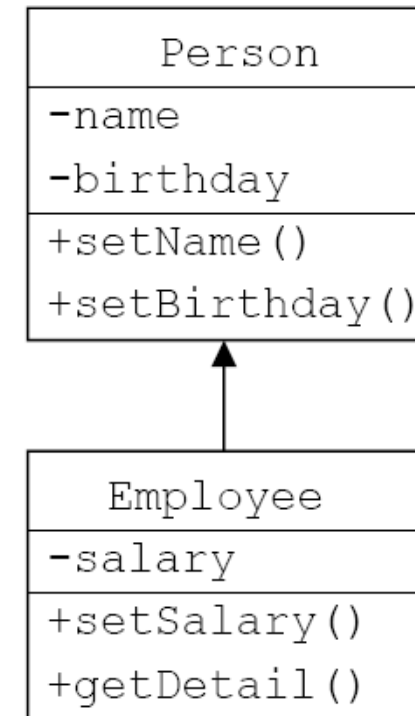 Person
-name
-birthday
+setName()
+setBirthday()
Employee
-salary
+setSalary()
+getDetail()